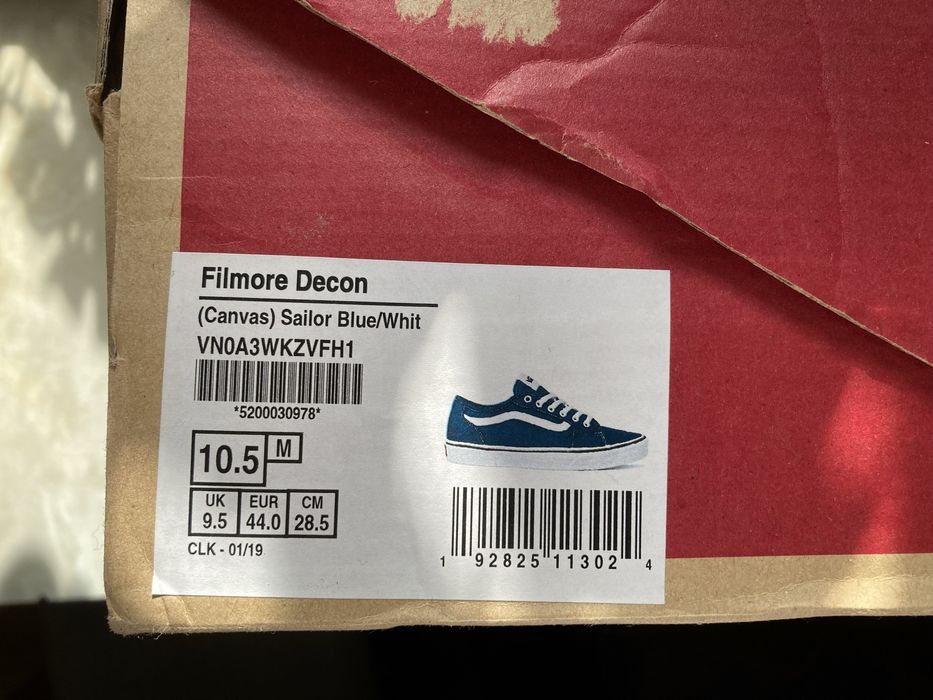 Filmore Decon
(Canvas) Sailor Blue/Whit
VN0A3WKZVFH1
*5200030978*
10.5 M
UK EUR CM
9.5 44.0 28.5
CLK - 01/19
1 92825 11302 4